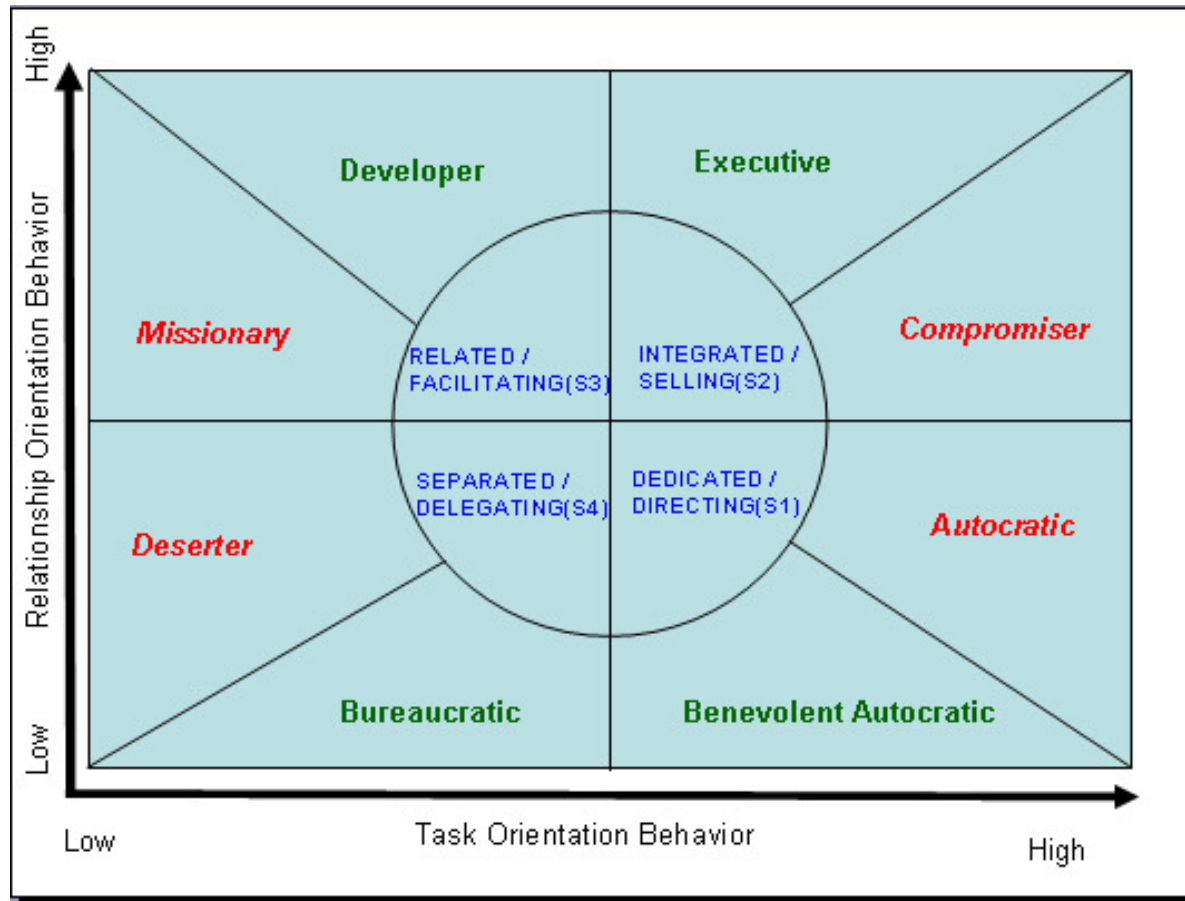 High
Relationship Orientation Behavior
Low
Developer
Executive
Missionary
Compromiser
RELATED /
FACILITATING(S3)
INTEGRATED /
SELLING(S2)
SEPARATED /
DELEGATING(S4)
DEDICATED /
DIRECTING(S1)
Deserter
Autocratic
Bureaucratic
Benevolent Autocratic
Low
Task Orientation Behavior
High